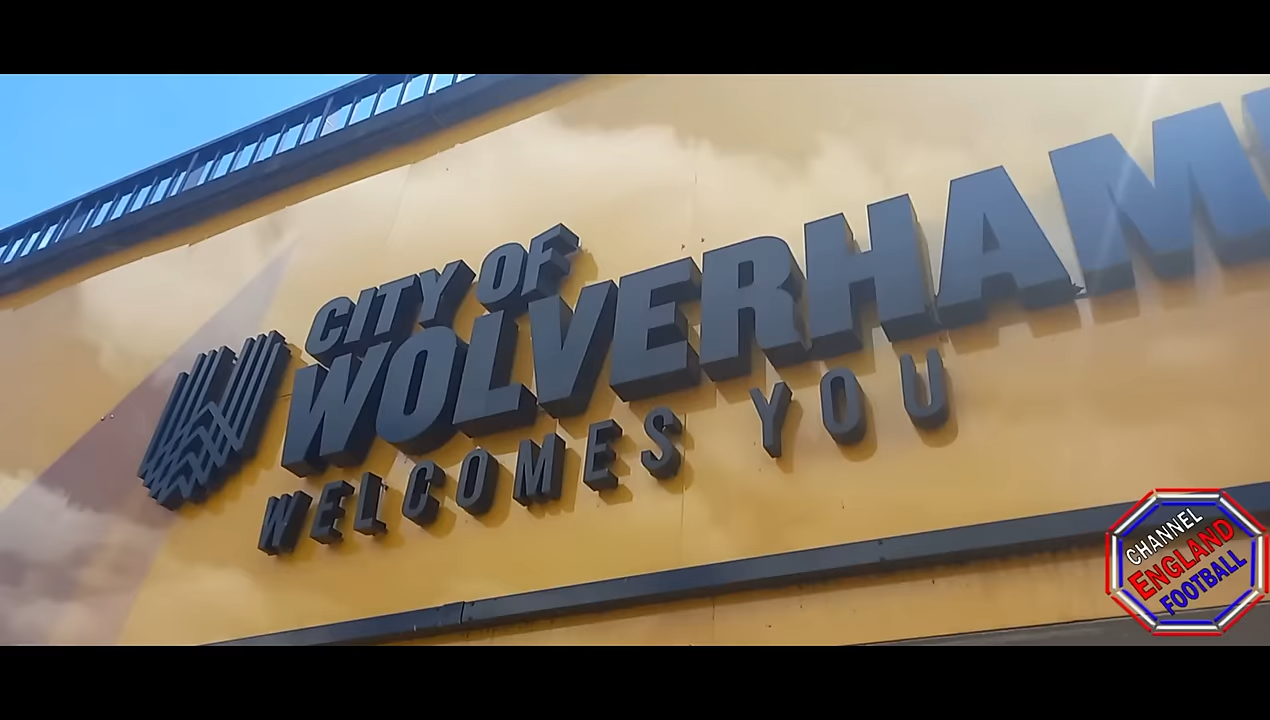 CITY OF
WOLVERHAM
WELCOMES YOU
CHANNEL
ENGLAND
FOOTBALL